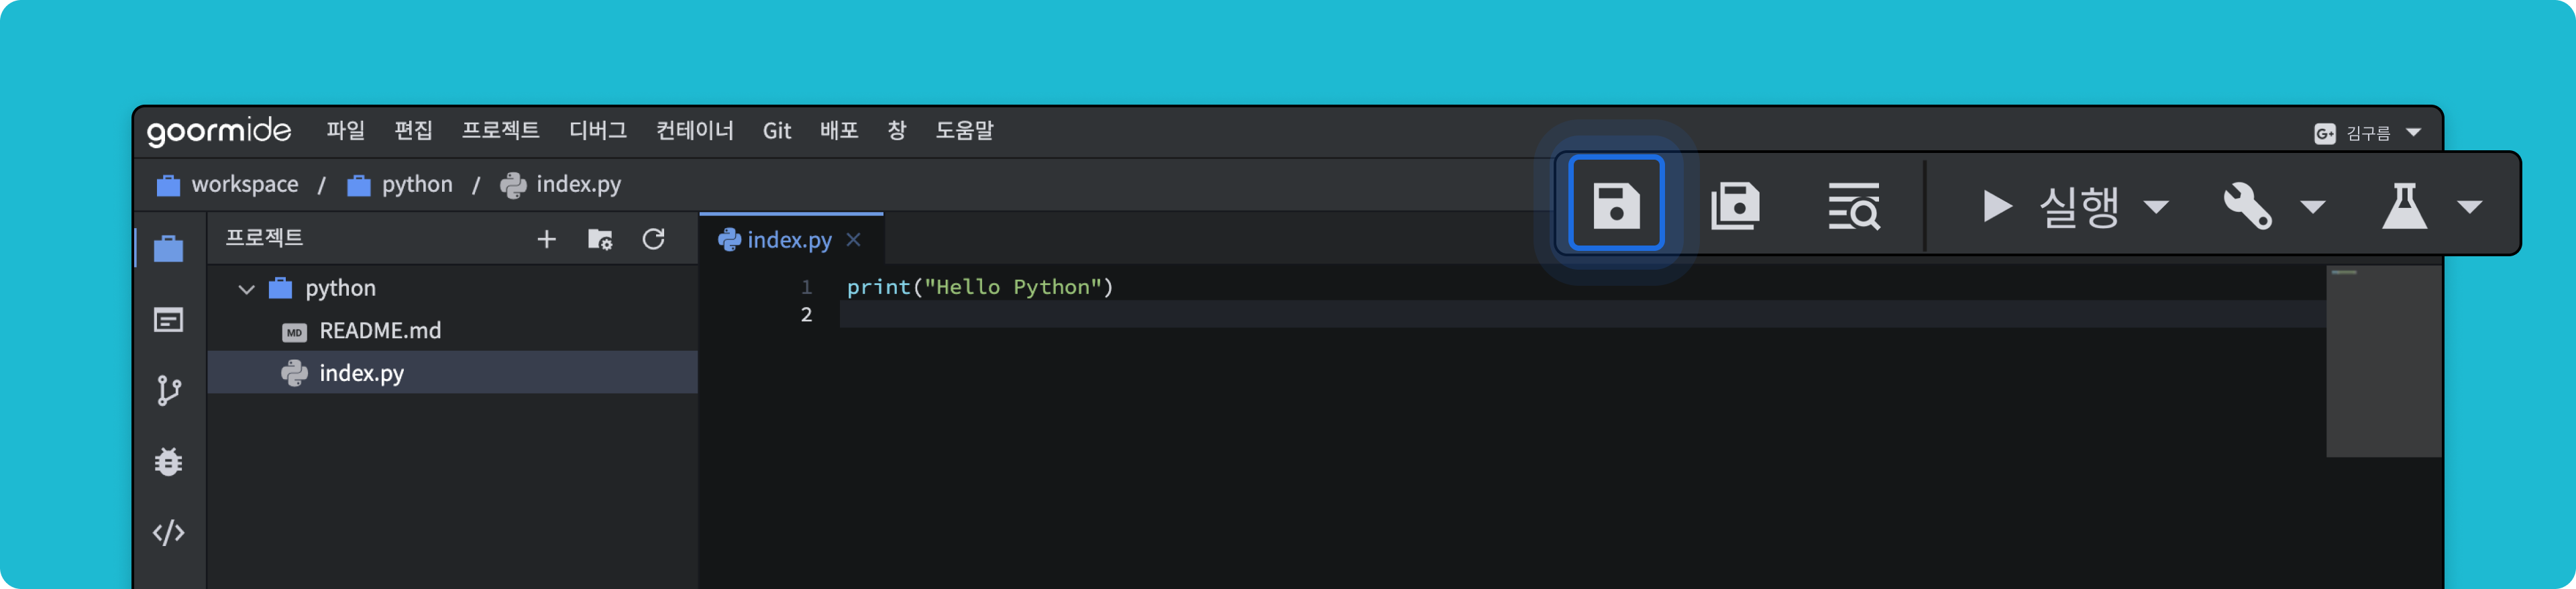 goormide 파일 편집 프로젝트 디버그 컨테이너 Git 배포 창 도움말 G+ 김구름
workspace / python / index.py
실행
프로젝트
index.py
python
README.md
index.py
1 print("Hello Python")
2